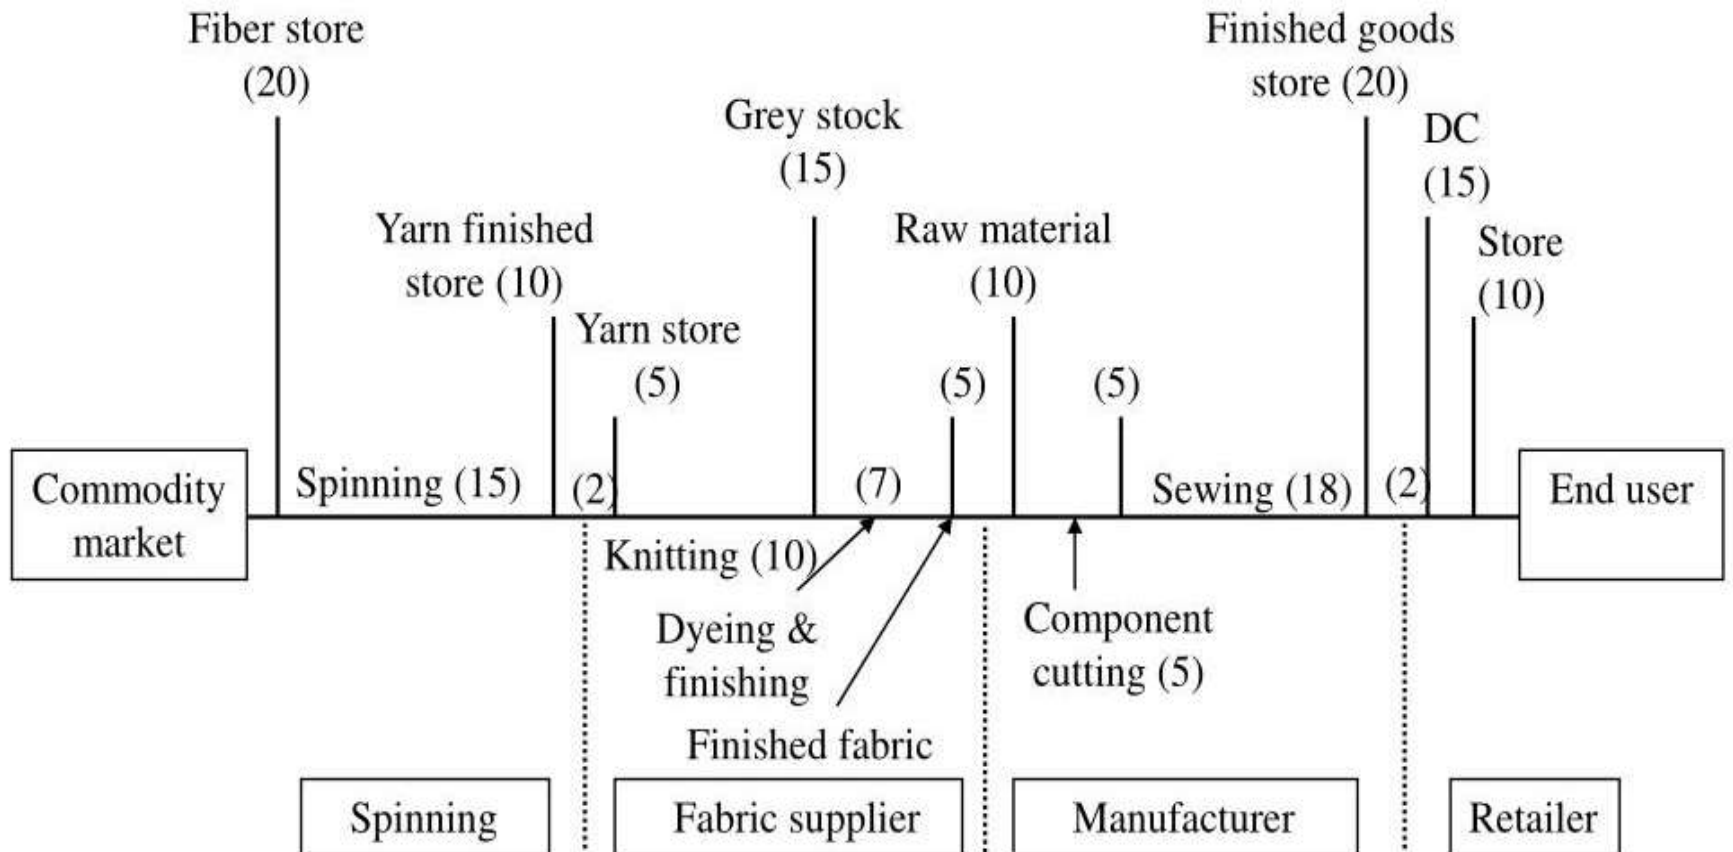 Fiber store
(20)
Finished goods
store (20)
Grey stock
(15)
DC
(15)
Yarn finished
store (10)
Raw material
(10)
Store
(10)
Yarn store
(5)
(5)
(5)
Commodity
market
Spinning (15)
(2)
(7)
Sewing (18)
(2)
End user
Knitting (10)
Dyeing &
finishing
Finished fabric
Component
cutting (5)
Spinning
Fabric supplier
Manufacturer
Retailer